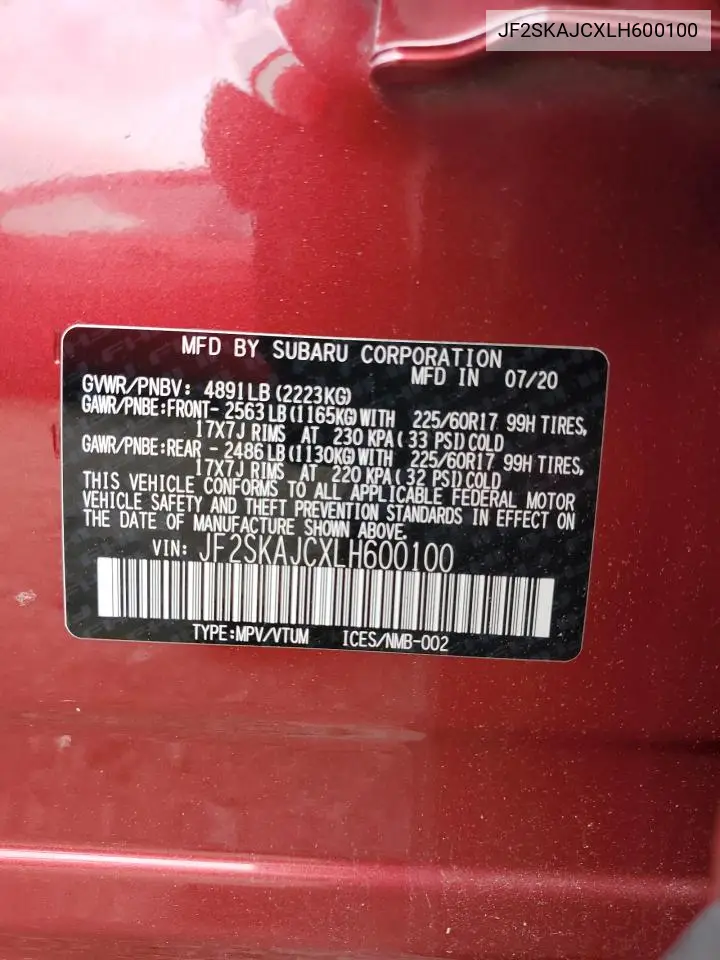 JF2SKAJCXLH600100
MFD BY SUBARU CORPORATION
MFD IN 07/20
GVWR/PNBV: 4891LB (2223KG)
GAWR/PNBE:FRONT- 2563 LB (1165KG) WITH 225/60R17 99H TIRES,
17X7J RIMS AT 230 KPA ( 33 PSI) COLD
GAWR/PNBE:REAR - 2486 LB (1130KG) WITH 225/60R17 99H TIRES,
17X7J RIMS AT 220 KPA ( 32 PSI) COLD
THIS VEHICLE CONFORMS TO ALL APPLICABLE FEDERAL MOTOR
VEHICLE SAFETY AND THEFT PREVENTION STANDARDS IN EFFECT ON
THE DATE OF MANUFACTURE SHOWN ABOVE.
VIN: JF2SKAJCXLH600100
TYPE:MPV/VTUM ICES/NMB-002